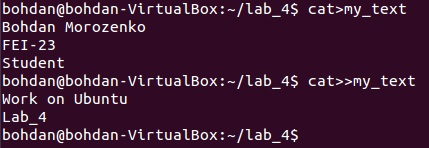 bohdan@bohdan-VirtualBox:~/lab_4$ cat>my_text
Bohdan Morozenko
FEI-23
Student
bohdan@bohdan-VirtualBox:~/lab_4$ cat>>my_text
Work on Ubuntu
Lab_4
bohdan@bohdan-VirtualBox:~/lab_4$